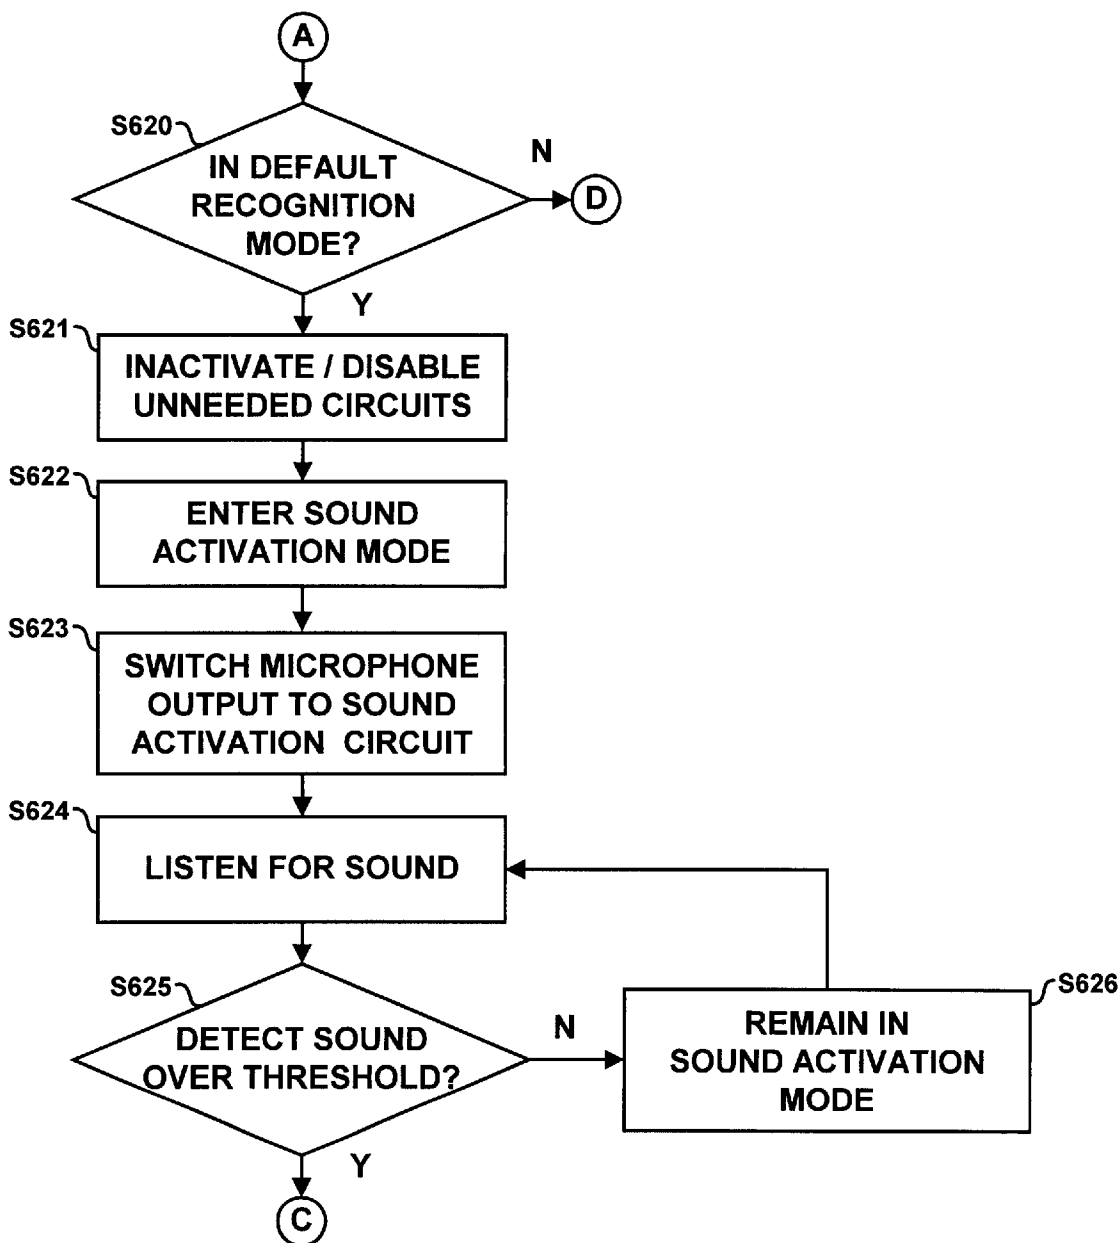 A
S620
IN DEFAULT
RECOGNITION
MODE?
N
D
Y
S621
INACTIVATE / DISABLE
UNNEEDED CIRCUITS
S622
ENTER SOUND
ACTIVATION MODE
S623
SWITCH MICROPHONE
OUTPUT TO SOUND
ACTIVATION CIRCUIT
S624
LISTEN FOR SOUND
S625
DETECT SOUND
OVER THRESHOLD?
N
S626
REMAIN IN
SOUND ACTIVATION
MODE
Y
C